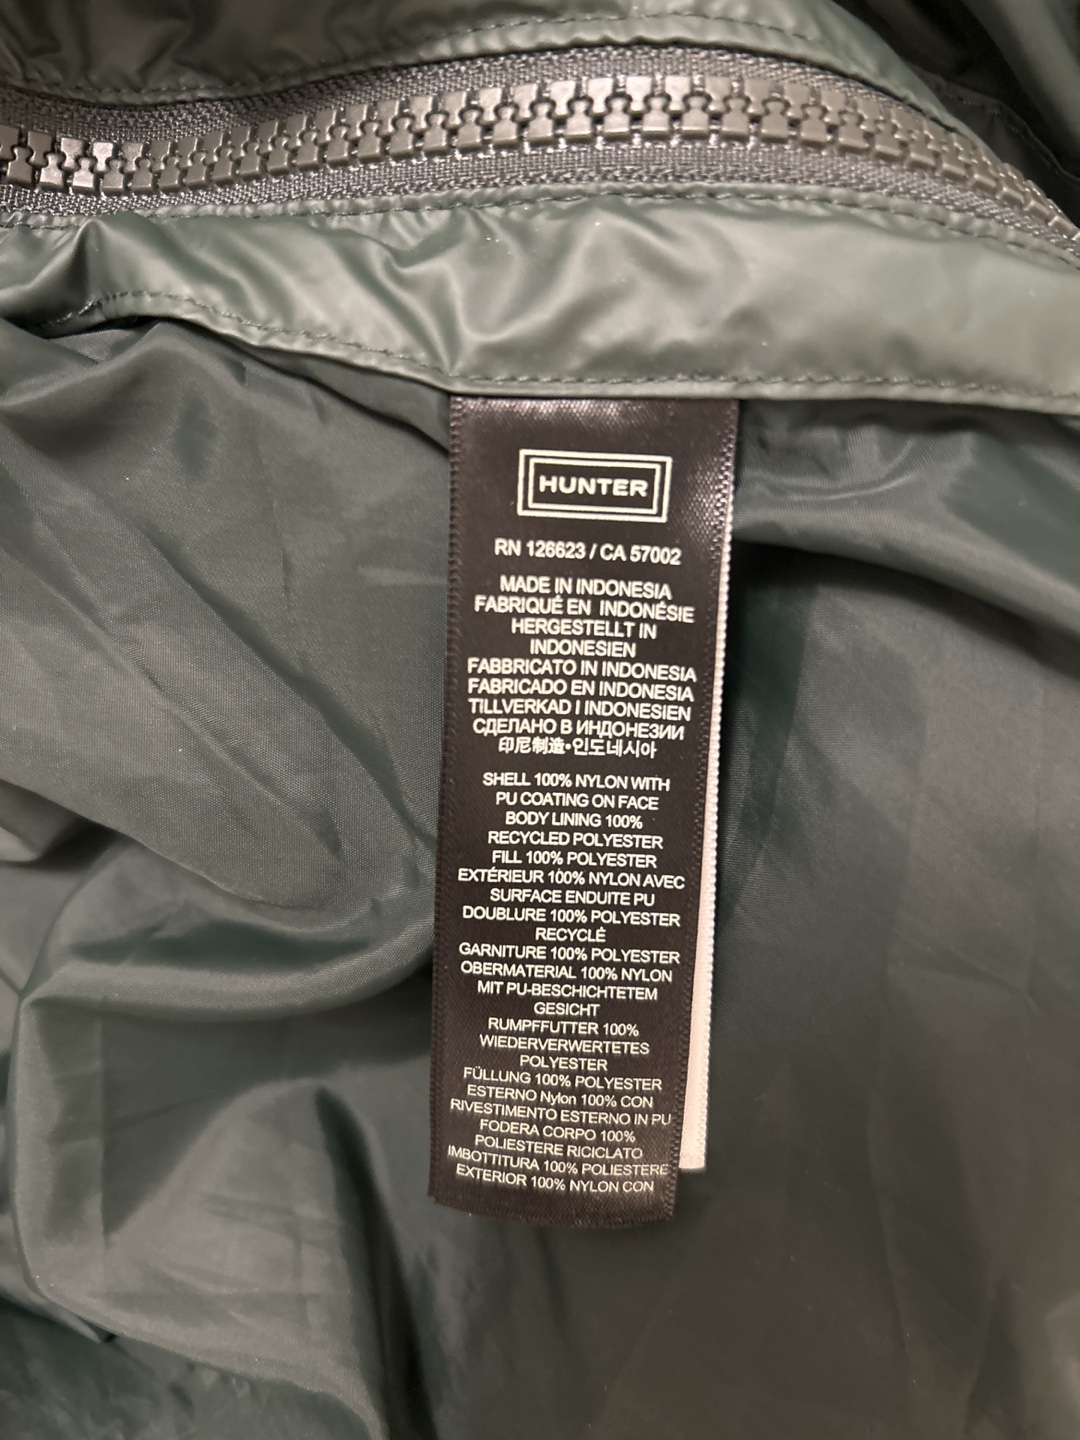 HUNTER
RN 126623 / CA 57002
MADE IN INDONESIA
FABRIQUÉ EN INDONÉSIE
HERGESTELLT IN
INDONESIEN
FABBRICATO IN INDONESIA
FABRICADO EN INDONESIA
TILLVERKAD I INDONESIEN
СДЕЛАНО В ИНДОНЕЗИИ
印尼制造•인도네시아
SHELL 100% NYLON WITH
PU COATING ON FACE
BODY LINING 100%
RECYCLED POLYESTER
FILL 100% POLYESTER
EXTÉRIEUR 100% NYLON AVEC
SURFACE ENDUITE PU
DOUBLURE 100% POLYESTER
RECYCLÉ
GARNITURE 100% POLYESTER
OBERMATERIAL 100% NYLON
MIT PU-BESCHICHTETEM
GESICHT
RUMPFFUTTER 100%
WIEDERVERWERTETES
POLYESTER
FÜLLUNG 100% POLYESTER
ESTERNO Nylon 100% CON
RIVESTIMENTO ESTERNO IN PU
FODERA CORPO 100%
POLIESTERE RICICLATO
IMBOTTITURA 100% POLIESTERE
EXTERIOR 100% NYLON CON